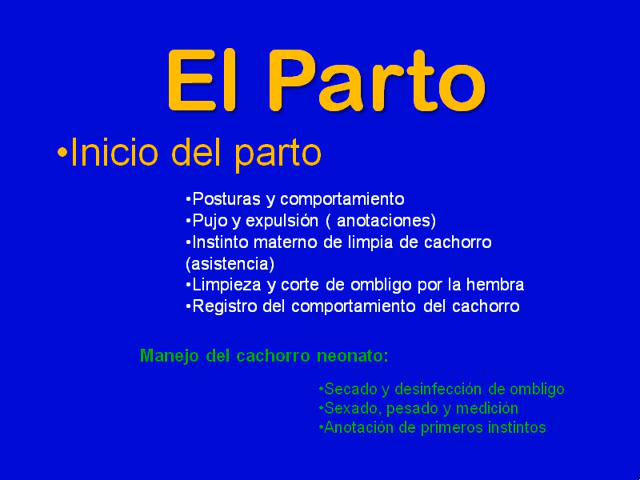 El Parto
•Inicio del parto
•Posturas y comportamiento
•Pujo y expulsión ( anotaciones)
•Instinto materno de limpia de cachorro
(asistencia)
•Limpieza y corte de ombligo por la hembra
•Registro del comportamiento del cachorro
Manejo del cachorro neonato:
•Secado y desinfección de ombligo
•Sexado, pesado y medición
•Anotación de primeros instintos